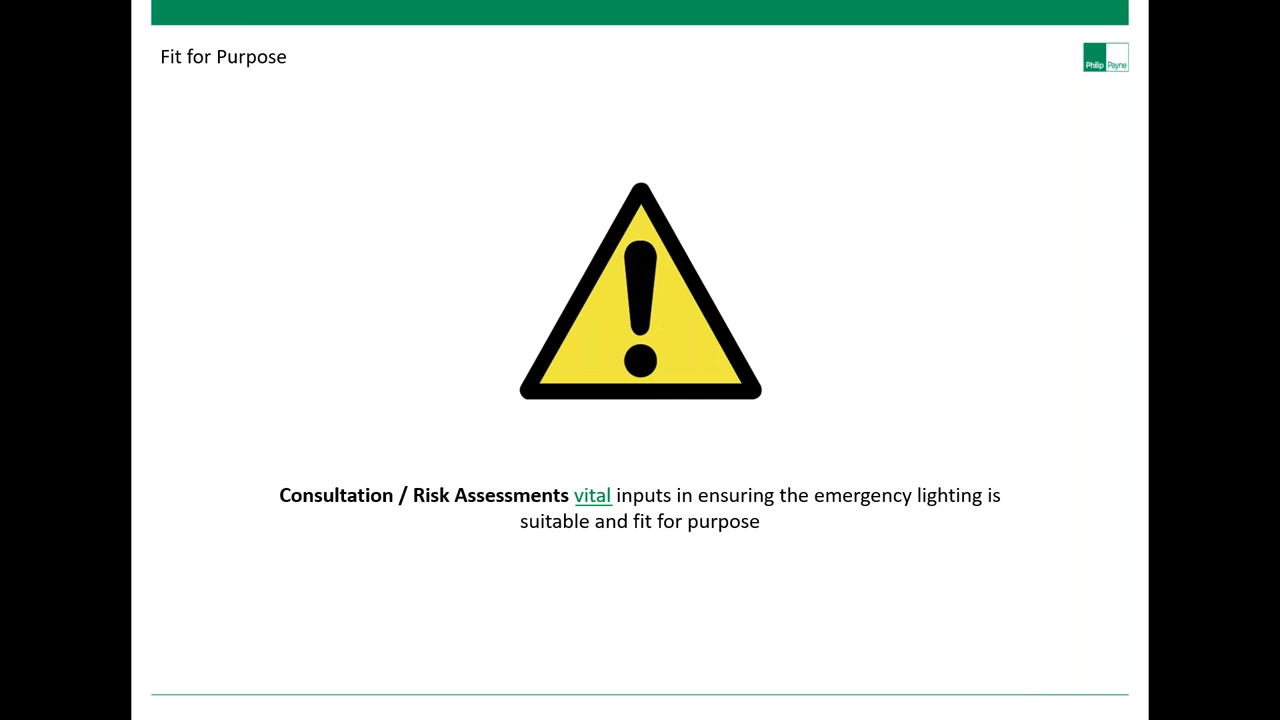 Fit for Purpose
Philip Payne
Consultation / Risk Assessments vital inputs in ensuring the emergency lighting is
suitable and fit for purpose